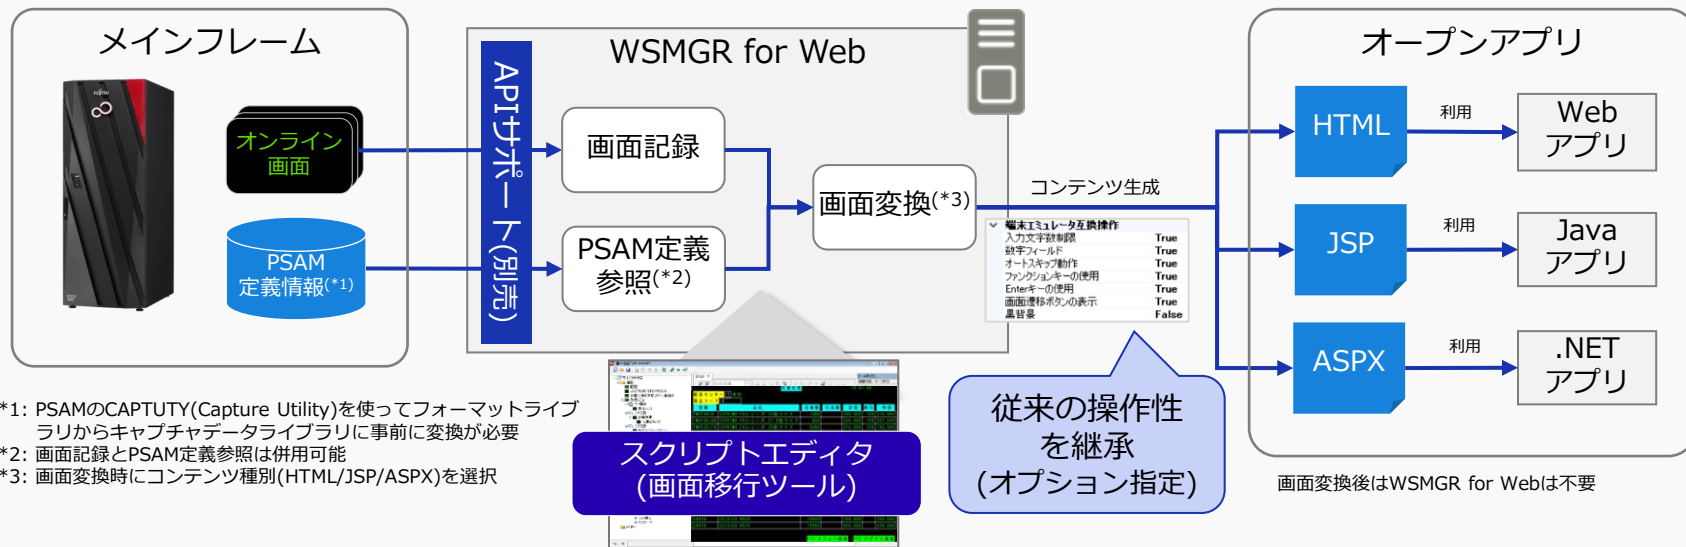 メインフレーム
オンライン
画面
PSAM
定義情報(*1)
APIサポート(別売)
WSMGR for Web
画面記録
PSAM定義
参照(*2)
画面変換(*3)
コンテンツ生成
端末エミュレータ互換操作
入力文字数制限 True
数字フィールド True
オートスキップ動作 True
ファンクションキーの使用 True
Enterキーの使用 True
画面遷移ボタンの表示 True
黒背景 False
オープンアプリ
HTML
利用
Web
アプリ
JSP
利用
Java
アプリ
ASPX
利用
.NET
アプリ
スクリプトエディタ
(画面移行ツール)
従来の操作性
を継承
(オプション指定)
*1: PSAMのCAPTUTY(Capture Utility)を使ってフォーマットライブ
ラリからキャプチャデータライブラリに事前に変換が必要
*2: 画面記録とPSAM定義参照は併用可能
*3: 画面変換時にコンテンツ種別(HTML/JSP/ASPX)を選択
画面変換後はWSMGR for Webは不要